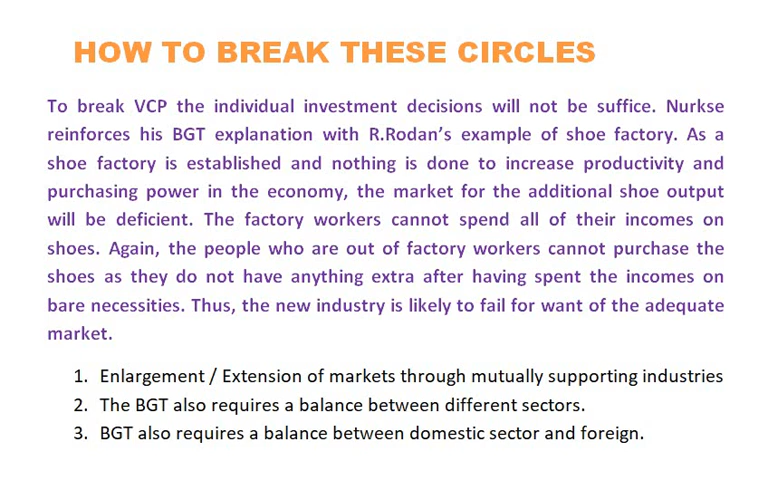 HOW TO BREAK THESE CIRCLES
To break VCP the individual investment decisions will not be suffice. Nurkse
reinforces his BGT explanation with R.Rodan’s example of shoe factory. As a
shoe factory is established and nothing is done to increase productivity and
purchasing power in the economy, the market for the additional shoe output
will be deficient. The factory workers cannot spend all of their incomes on
shoes. Again, the people who are out of factory workers cannot purchase the
shoes as they do not have anything extra after having spent the incomes on
bare necessities. Thus, the new industry is likely to fail for want of the adequate
market.
1. Enlargement / Extension of markets through mutually supporting industries
2. The BGT also requires a balance between different sectors.
3. BGT also requires a balance between domestic sector and foreign.